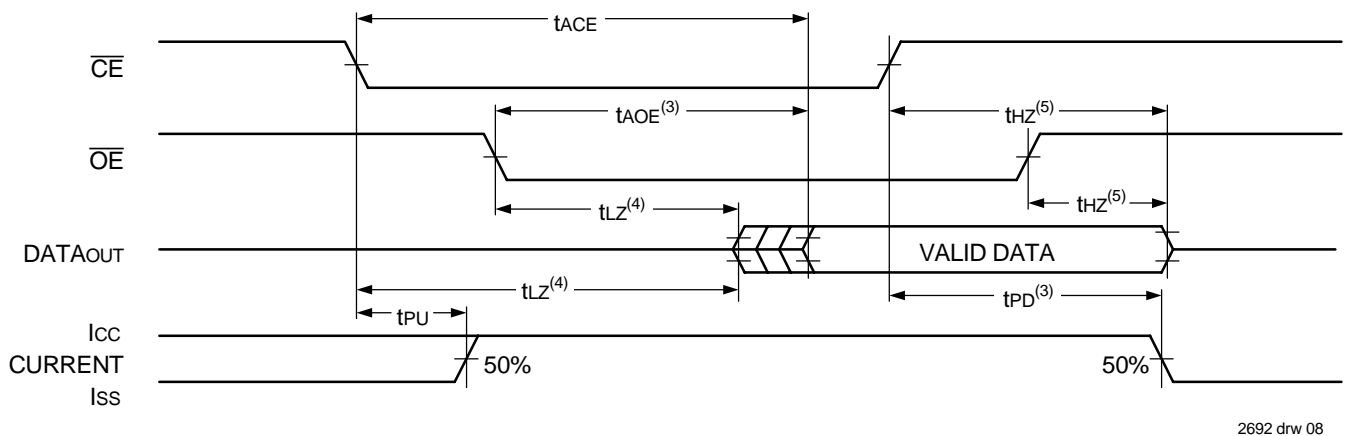 tACE
CE
tAOE(3)
tHZ(5)
OE
tLZ(4)
tHZ(5)
DATAOUT
VALID DATA
tLZ(4)
tPD(3)
tPU
ICC
CURRENT
50%
50%
ISS
2692 drw 08